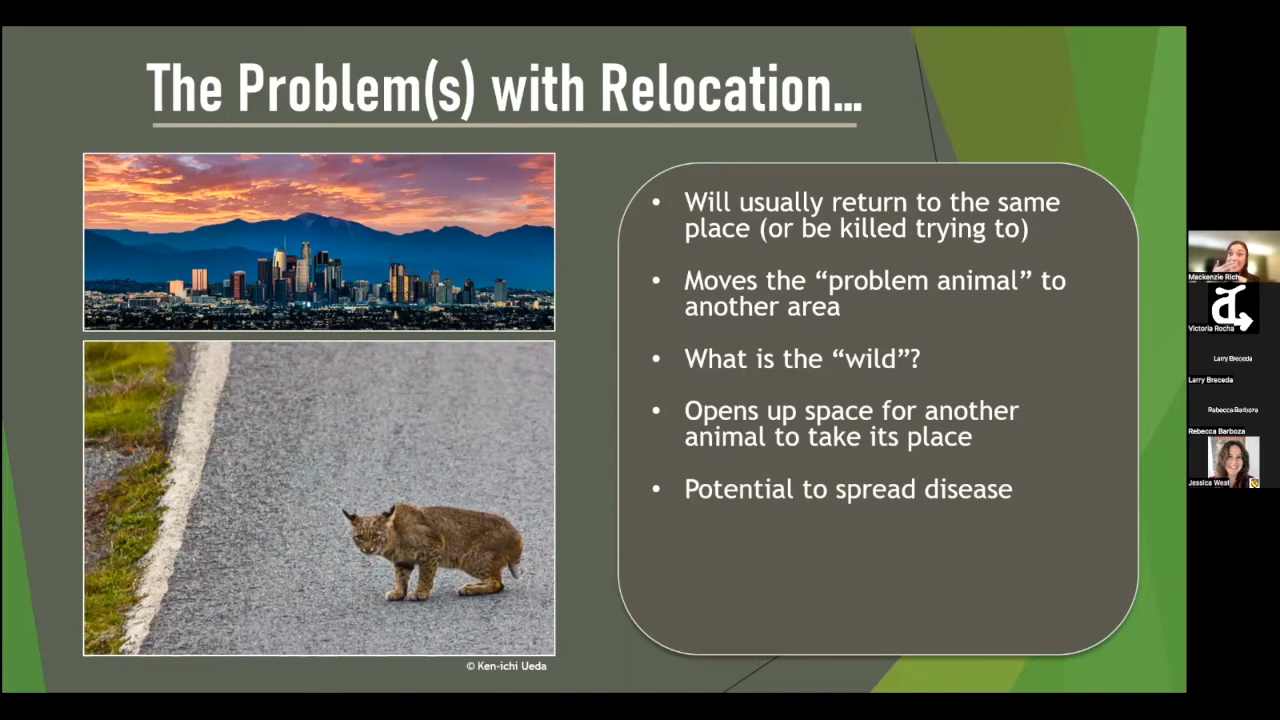 The Problem(s) with Relocation...
• Will usually return to the same
place (or be killed trying to)
• Moves the “problem animal” to
another area
• What is the “wild”?
• Opens up space for another
animal to take its place
• Potential to spread disease
© Ken-ichi Ueda
Mackenzie Rich
a
Victoria Rocha
Larry Breceda
Larry Breceda
Rebecca Barboza
Rebecca Barboza
Jessica West